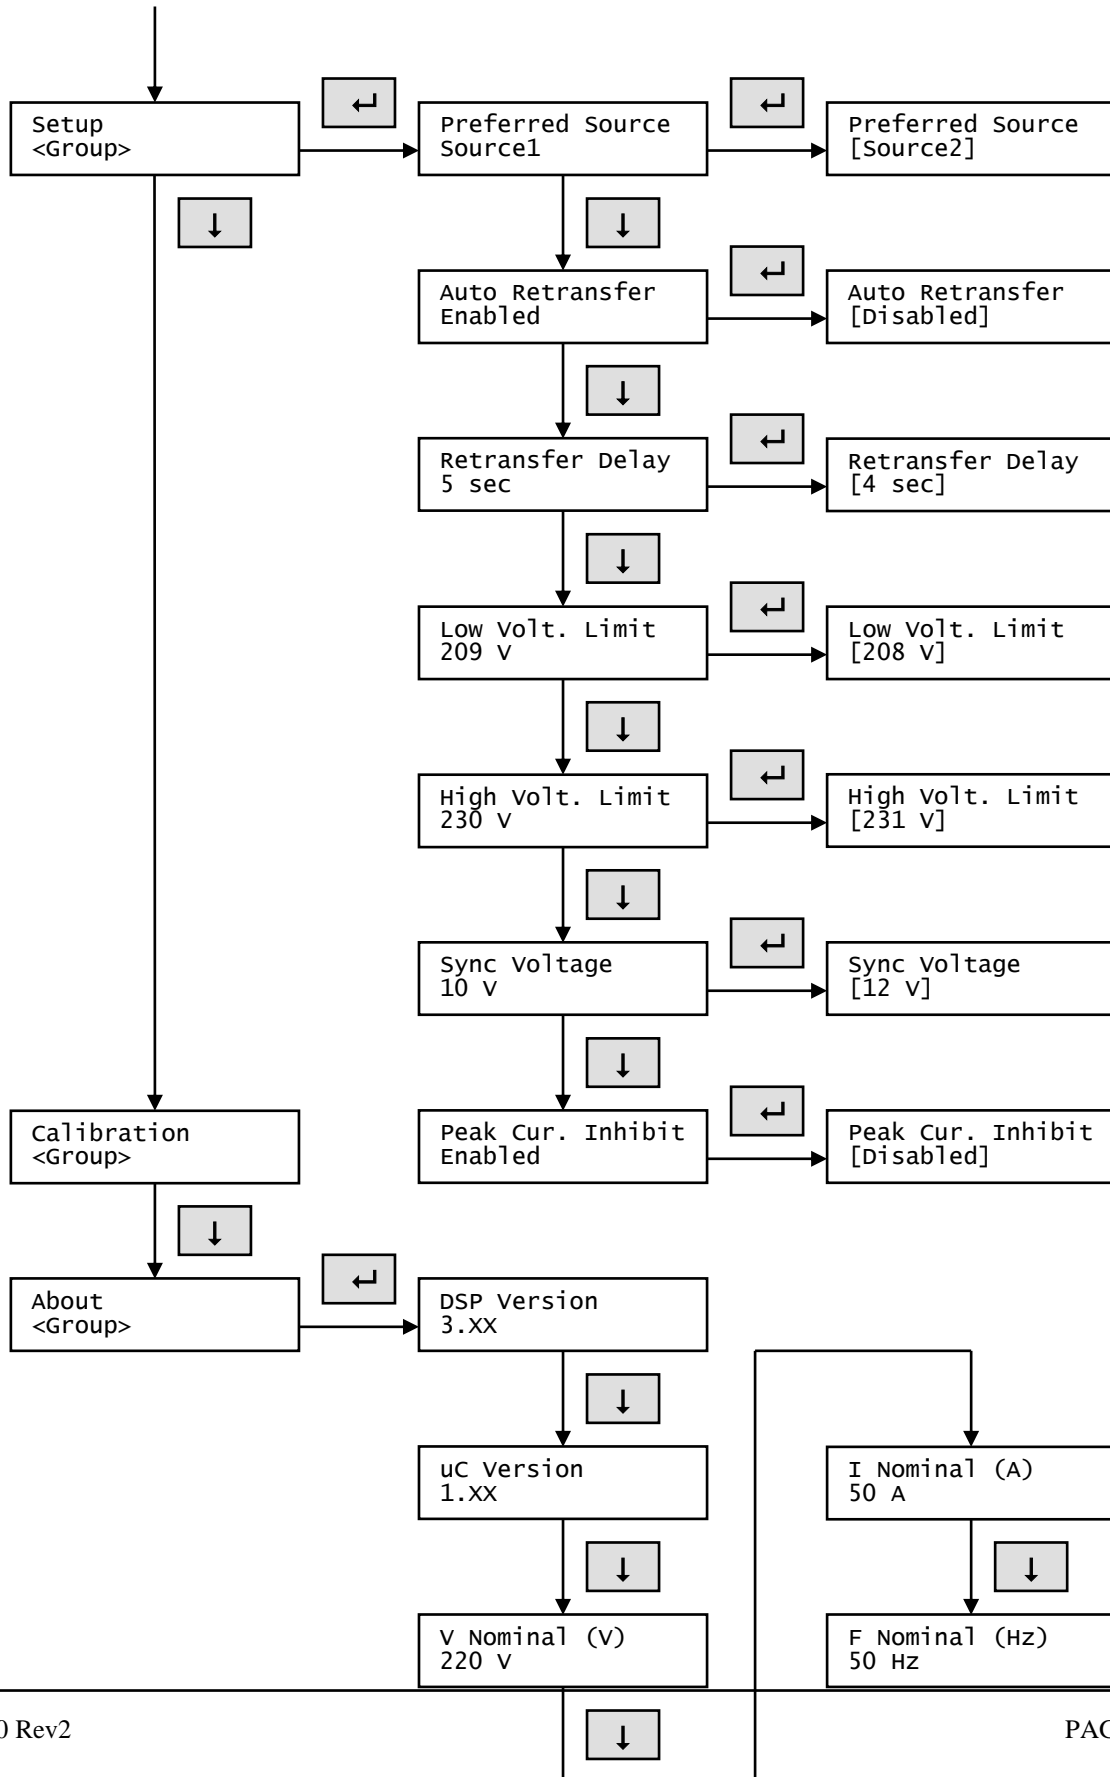 Setup
<Group>
Preferred Source
Source1
Preferred Source
[Source2]
Auto Retransfer
Enabled
Auto Retransfer
[Disabled]
Retransfer Delay
5 sec
Retransfer Delay
[4 sec]
Low Volt. Limit
209 V
Low Volt. Limit
[208 V]
High Volt. Limit
230 V
High Volt. Limit
[231 V]
Sync Voltage
10 V
Sync Voltage
[12 V]
Calibration
<Group>
Peak Cur. Inhibit
Enabled
Peak Cur. Inhibit
[Disabled]
About
<Group>
DSP Version
3.XX
uC Version
1.XX
I Nominal (A)
50 A
V Nominal (V)
220 V
F Nominal (Hz)
50 Hz
0 Rev2
PAG